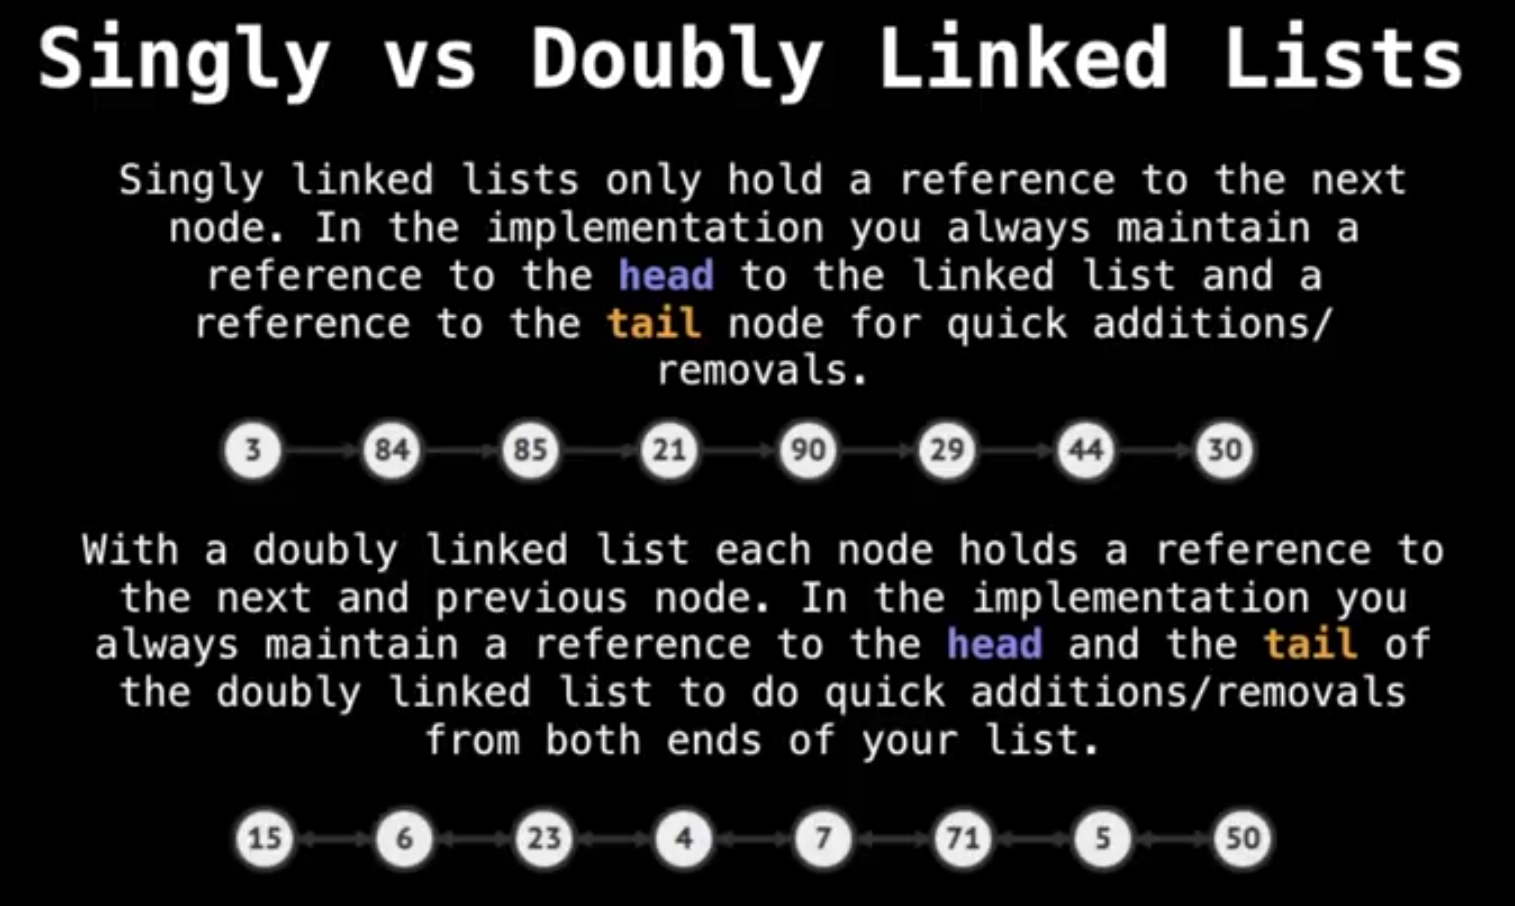 Singly vs Doubly Linked Lists
Singly linked lists only hold a reference to the next
node. In the implementation you always maintain a
reference to the head to the linked list and a
reference to the tail node for quick additions/
removals.
3 84 85 21 90 29 44 30
With a doubly linked list each node holds a reference to
the next and previous node. In the implementation you
always maintain a reference to the head and the tail of
the doubly linked list to do quick additions/removals
from both ends of your list.
15 6 23 4 7 71 5 50